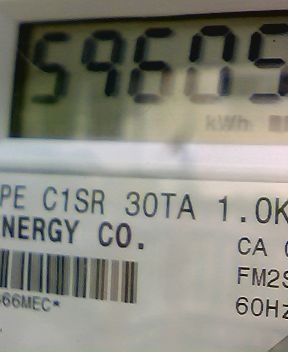 59605
kWh
PE C1SR 30TA 1.0K
NERGY CO.
CA
FM2S
66MEC*
60Hz